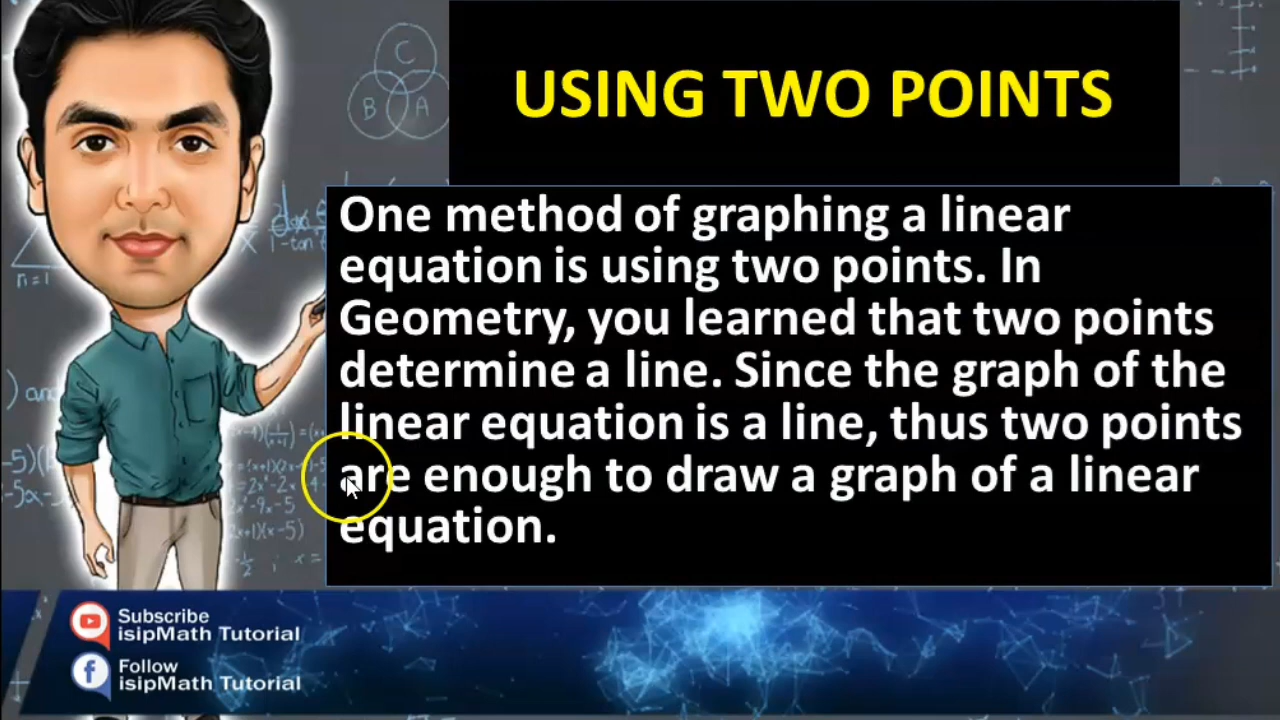 USING TWO POINTS
C
B
A
n=1
One method of graphing a linear
equation is using two points. In
Geometry, you learned that two points
determine a line. Since the graph of the
linear equation is a line, thus two points
are enough to draw a graph of a linear
equation.
Subscribe
isipMath Tutorial
Follow
isipMath Tutorial